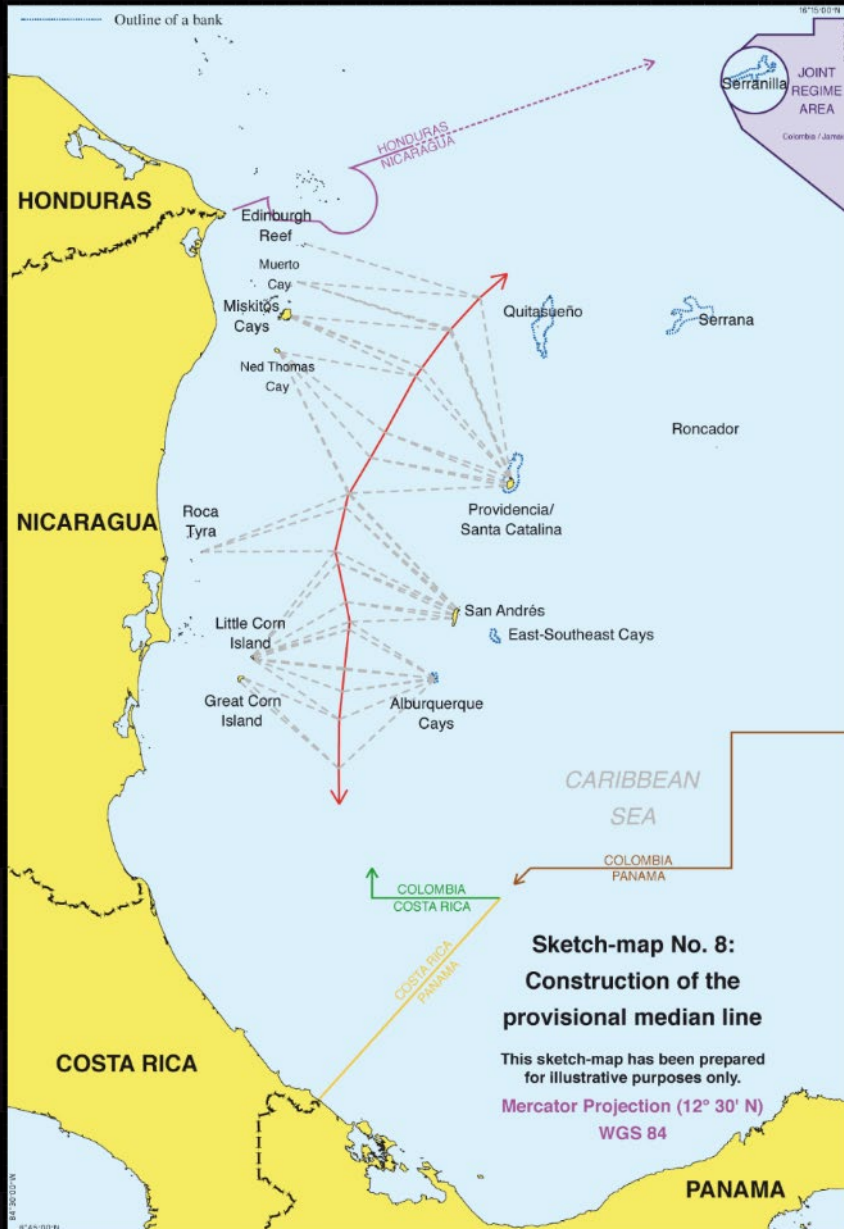 Outline of a bank
16°15'00"N
Serranilla
JOINT
REGIME
AREA
Colombia / Jamai
HONDURAS
NICARAGUA
HONDURAS
Edinburgh
Reef
Muerto
Cay
Miskitos
Cays
Ned Thomas
Cay
Quitasueño
Serrana
Roncador
NICARAGUA
Roca
Tyra
Providencia/
Santa Catalina
San Andrés
East-Southeast Cays
Little Corn
Island
Great Corn
Island
Alburquerque
Cays
CARIBBEAN
SEA
COLOMBIA
PANAMA
COLOMBIA
COSTA RICA
COSTA RICA
PANAMA
Sketch-map No. 8:
Construction of the
provisional median line
This sketch-map has been prepared
for illustrative purposes only.
Mercator Projection (12° 30' N)
WGS 84
COSTA RICA
PANAMA
84°30'00"W